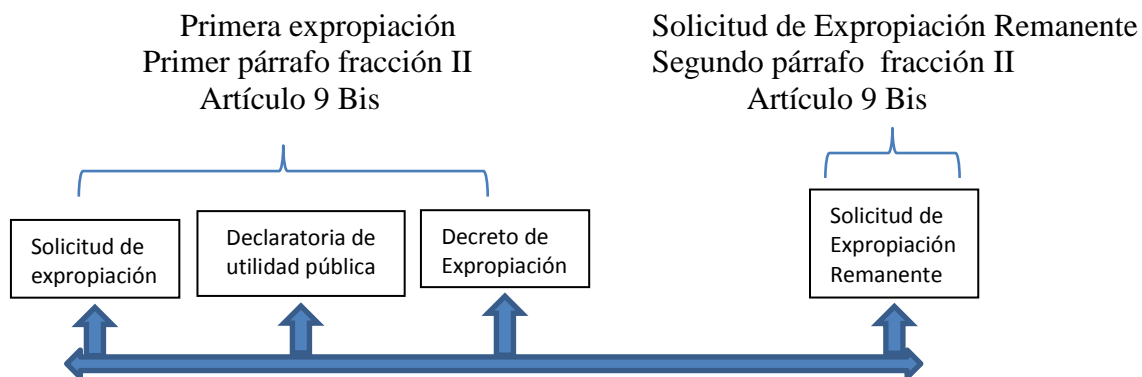 Primera expropiación
Primer párrafo fracción II
Artículo 9 Bis
Solicitud de Expropiación Remanente
Segundo párrafo fracción II
Artículo 9 Bis
Solicitud de
expropiación
Declaratoria de
utilidad pública
Decreto de
Expropiación
Solicitud de
Expropiación
Remanente